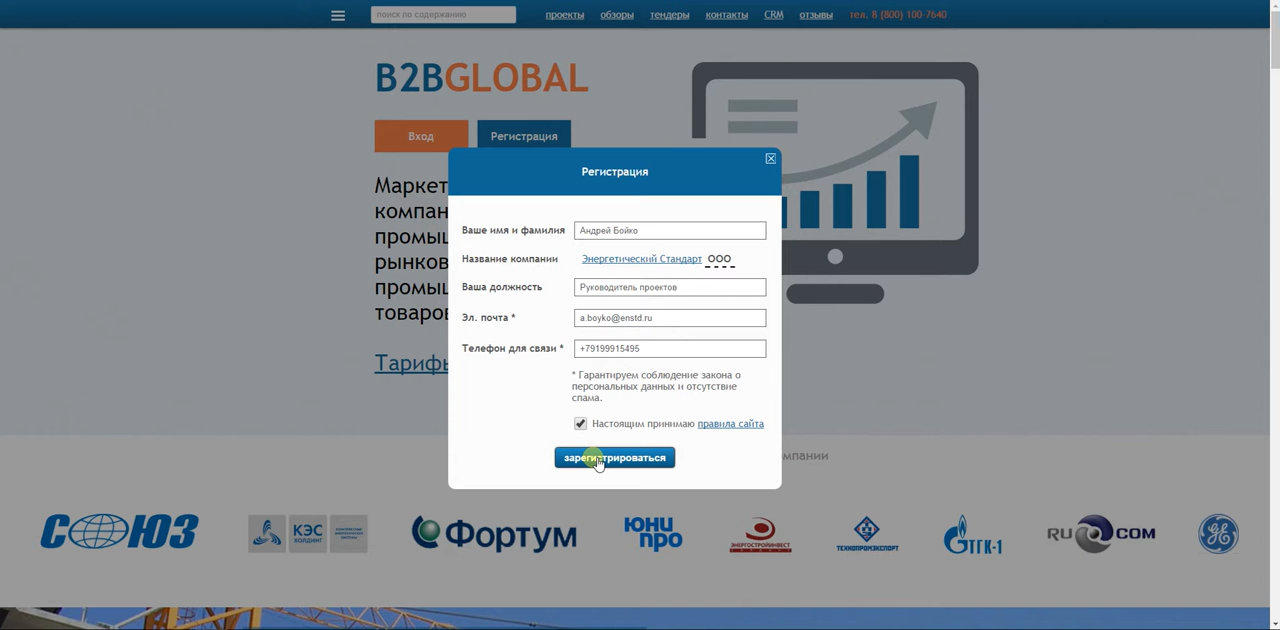 поиск по содержанию
проекты
обзоры
тендеры
контакты
CRM
отзывы
тел. 8 (800) 100-7640
B2BGLOBAL
Вход
Регистрация
Регистрация
Ваше имя и фамилия
Андрей Бойко
Название компании
Энергетический Стандарт ООО
Ваша должность
Руководитель проектов
Эл. почта *
a.boyko@enstd.ru
Телефон для связи *
+79199915495
* Гарантируем соблюдение закона о
персональных данных и отсутствие
спама.
Настоящим принимаю правила сайта
зарегистрироваться
Маркет
компан
промыш
рынков
промыш
товаров
Тарифы
мпании
СОЮЗ
КЭС
ХОЛДИНГ
Фортум
ЮНИ
ПРО
ЭНЕРГОСТРОЙИНВЕСТ
ТЕХНОПРОМЭКСПОРТ
ТГК-1
RU COM
GE